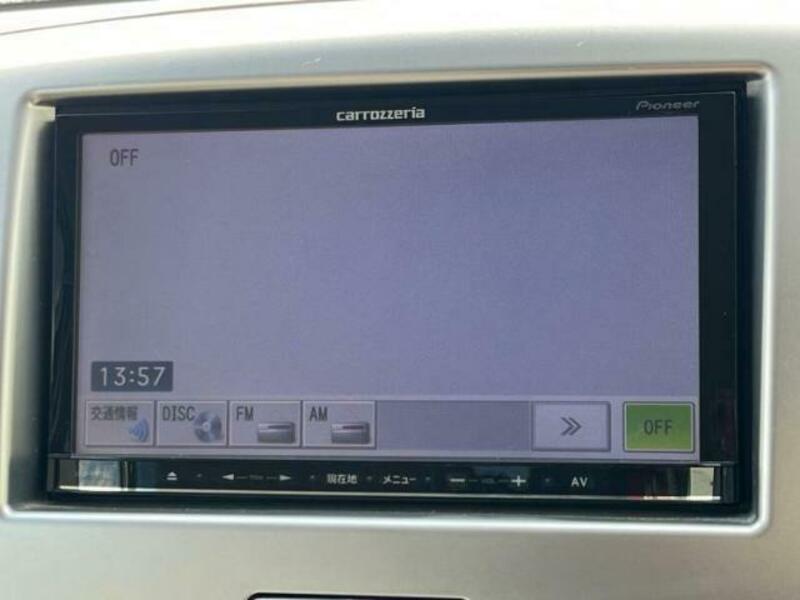 carrozzeria
Pioneer
OFF
13:57
交通情報 DISC FM AM OFF
現在地 メニュー VOL AV